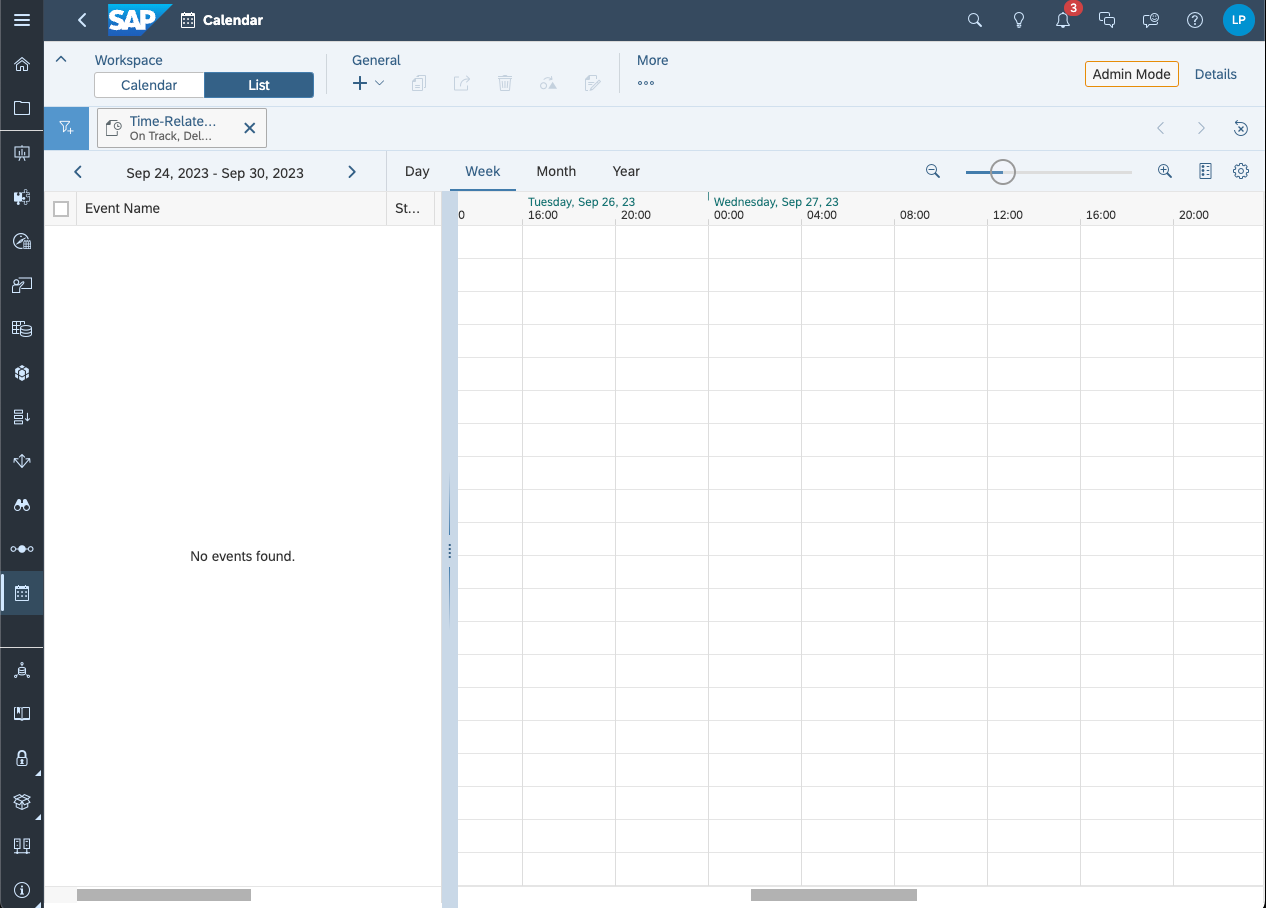 SAP Calendar
3
LP
Workspace
Calendar List
General
More
Admin Mode
Details
Time-Relate...
On Track, Del...
Sep 24, 2023 - Sep 30, 2023
Day Week Month Year
Event Name
St...
Tuesday, Sep 26, 23 Wednesday, Sep 27, 23
0 16:00 20:00 00:00 04:00 08:00 12:00 16:00 20:00
No events found.